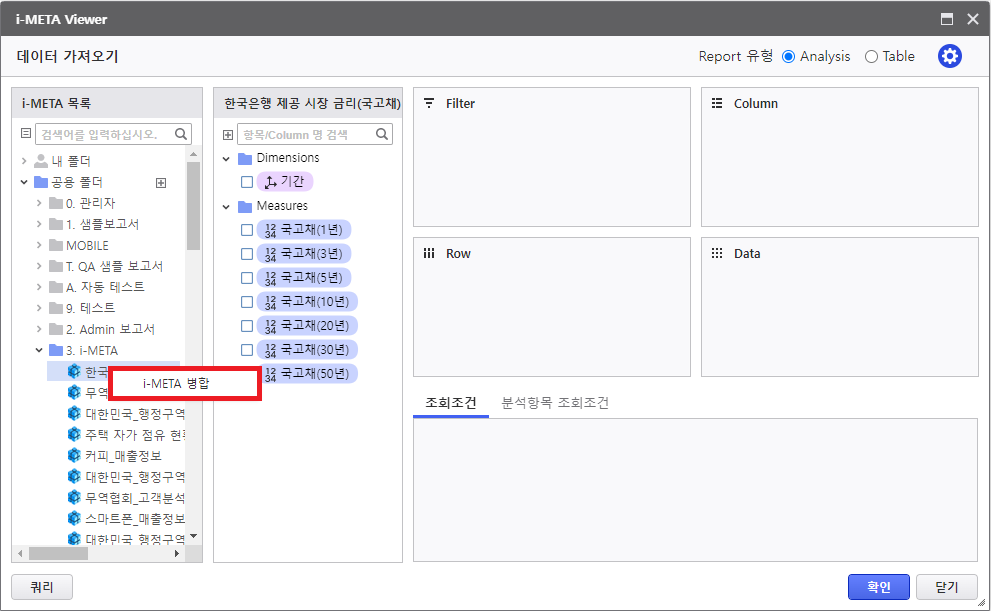 i-META Viewer
데이터 가져오기
Report 유형 Analysis Table
i-META 목록
검색어를 입력하십시오.
내 폴더
공용 폴더
0. 관리자
1. 샘플보고서
MOBILE
T. QA 샘플 보고서
A. 자동 테스트
9. 테스트
2. Admin 보고서
3. i-META
한국
무역
대한민국_행정구역
주택 자가 점유 현황
커피_매출정보
대한민국_행정구역
무역협회_고객분석
스마트폰_매출정보
대한민국_행정구역
i-META 병합
한국은행 제공 시장 금리(국고채)
항목/Column 명 검색
Dimensions
기간
Measures
12 34 국고채(1년)
12 34 국고채(3년)
12 34 국고채(5년)
12 34 국고채(10년)
12 34 국고채(20년)
12 34 국고채(30년)
12 34 국고채(50년)
Filter
Column
Row
Data
조회조건 분석항목 조회조건
쿼리
확인 닫기